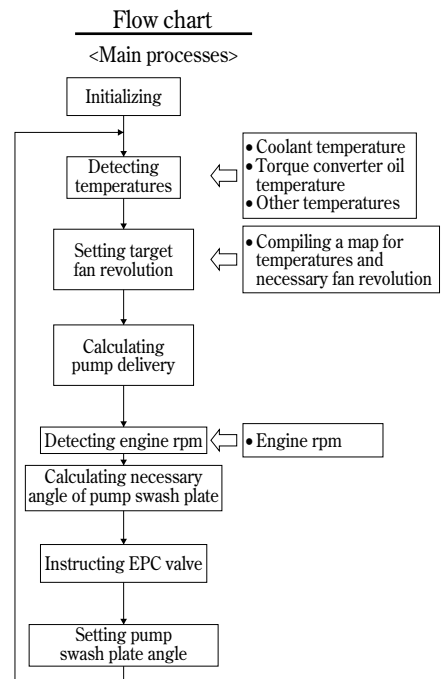 Flow chart
<Main processes>
Initializing
Detecting
temperatures
• Coolant temperature
• Torque converter oil
temperature
• Other temperatures
Setting target
fan revolution
• Compiling a map for
temperatures and
necessary fan revolution
Calculating
pump delivery
Detecting engine rpm
• Engine rpm
Calculating necessary
angle of pump swash plate
Instructing EPC valve
Setting pump
swash plate angle